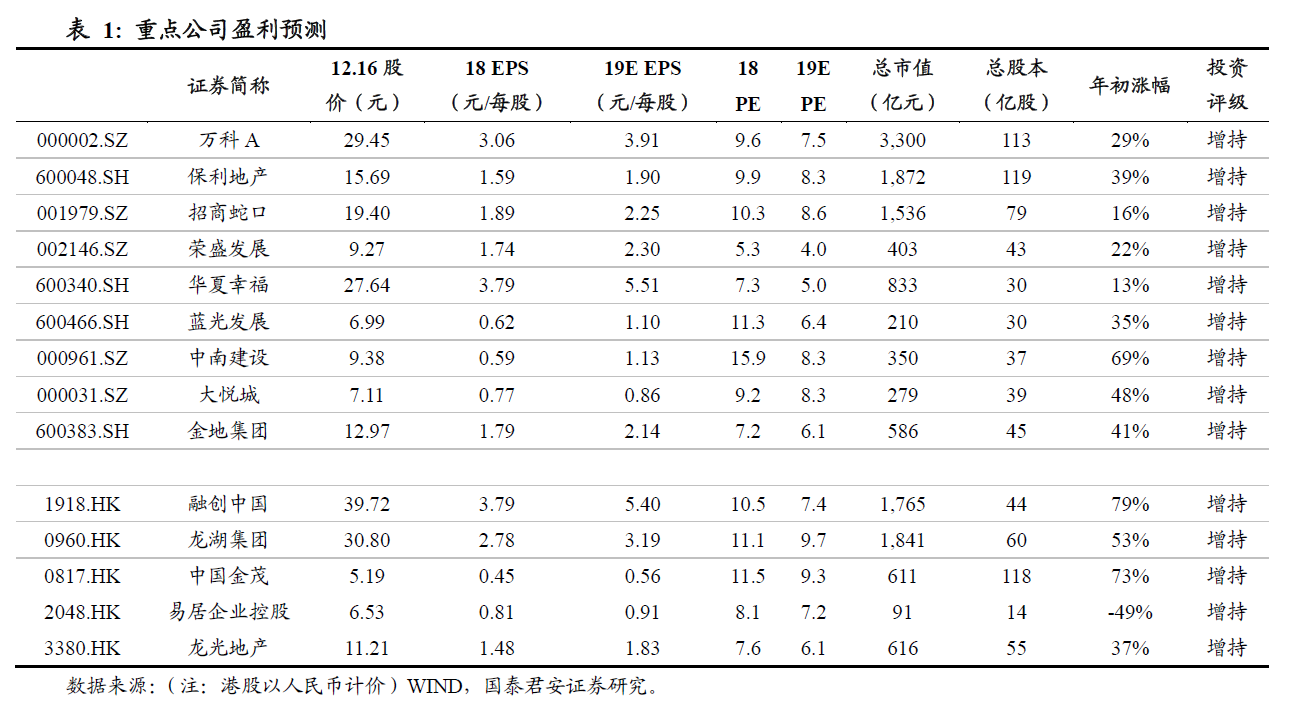 表 1: 重点公司盈利预测
证券简称 12.16 股价（元） 18 EPS（元/每股） 19E EPS（元/每股） 18 PE 19E PE 总市值（亿元） 总股本（亿股） 年初涨幅 投资评级
000002.SZ 万科 A 29.45 3.06 3.91 9.6 7.5 3,300 113 29% 增持
600048.SH 保利地产 15.69 1.59 1.90 9.9 8.3 1,872 119 39% 增持
001979.SZ 招商蛇口 19.40 1.89 2.25 10.3 8.6 1,536 79 16% 增持
002146.SZ 荣盛发展 9.27 1.74 2.30 5.3 4.0 403 43 22% 增持
600340.SH 华夏幸福 27.64 3.79 5.51 7.3 5.0 833 30 13% 增持
600466.SH 蓝光发展 6.99 0.62 1.10 11.3 6.4 210 30 35% 增持
000961.SZ 中南建设 9.38 0.59 1.13 15.9 8.3 350 37 69% 增持
000031.SZ 大悦城 7.11 0.77 0.86 9.2 8.3 279 39 48% 增持
600383.SH 金地集团 12.97 1.79 2.14 7.2 6.1 586 45 41% 增持
1918.HK 融创中国 39.72 3.79 5.40 10.5 7.4 1,765 44 79% 增持
0960.HK 龙湖集团 30.80 2.78 3.19 11.1 9.7 1,841 60 53% 增持
0817.HK 中国金茂 5.19 0.45 0.56 11.5 9.3 611 118 73% 增持
2048.HK 易居企业控股 6.53 0.81 0.91 8.1 7.2 91 14 -49% 增持
3380.HK 龙光地产 11.21 1.48 1.83 7.6 6.1 616 55 37% 增持
数据来源：（注：港股以人民币计价）WIND，国泰君安证券研究。